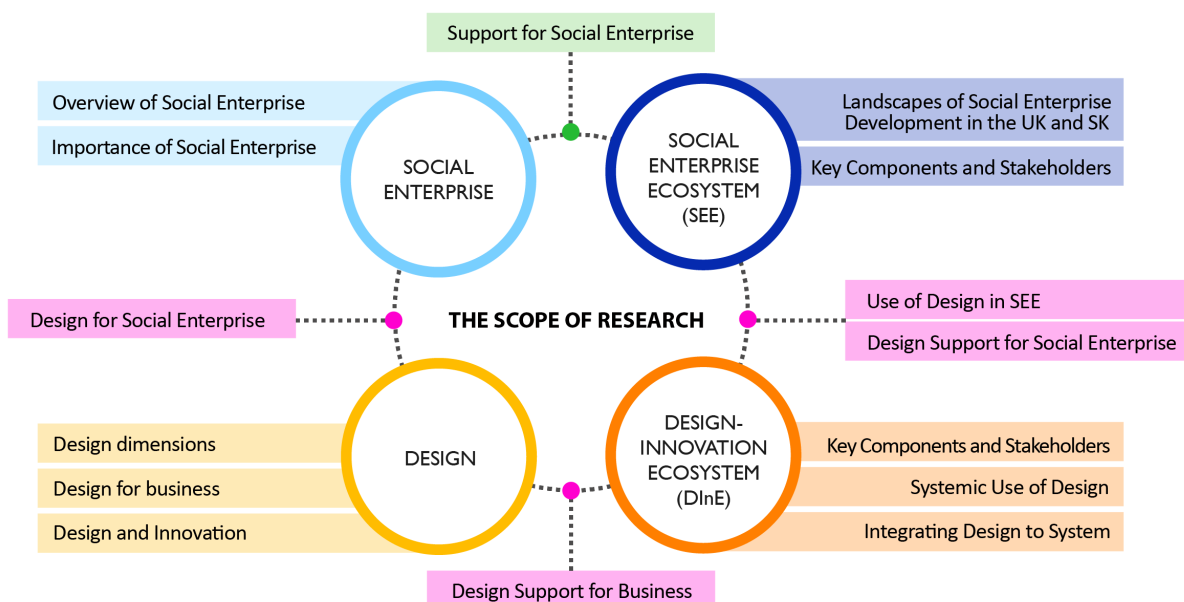 Support for Social Enterprise
Overview of Social Enterprise
Importance of Social Enterprise
SOCIAL
ENTERPRISE
SOCIAL
ENTERPRISE
ECOSYSTEM
(SEE)
Landscapes of Social Enterprise
Development in the UK and SK
Key Components and Stakeholders
Design for Social Enterprise
THE SCOPE OF RESEARCH
Use of Design in SEE
Design Support for Social Enterprise
Design dimensions
Design for business
Design and Innovation
DESIGN
DESIGN-
INNOVATION
ECOSYSTEM
(DInE)
Key Components and Stakeholders
Systemic Use of Design
Integrating Design to System
Design Support for Business